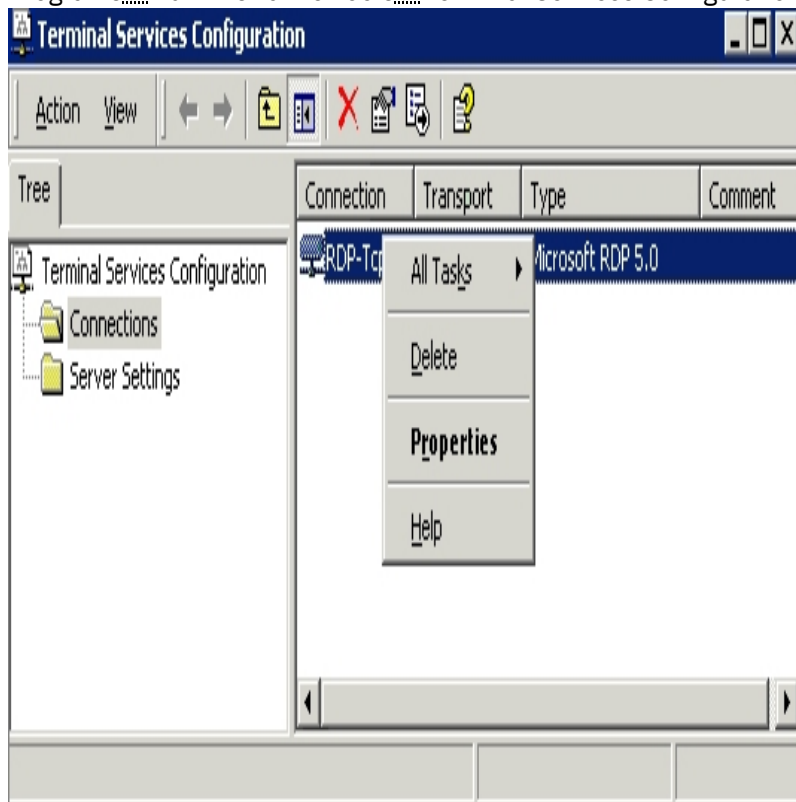 Terminal Services Configuration
Action View
Tree
Connection Transport Type Comment
Terminal Services Configuration
Connections
Server Settings
RDP-Tcp Microsoft RDP 5.0
All Tasks
Delete
Properties
Help